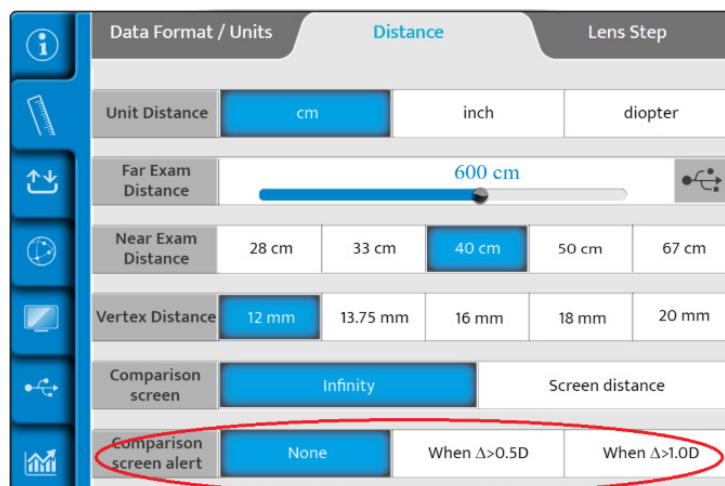 Data Format / Units Distance Lens Step
Unit Distance cm inch diopter
Far Exam
Distance
600 cm
Near Exam
Distance
28 cm 33 cm 40 cm 50 cm 67 cm
Vertex Distance 12 mm 13.75 mm 16 mm 18 mm 20 mm
Comparison
screen
Infinity Screen distance
Comparison
screen alert
None When Δ>0.5D When Δ>1.0D